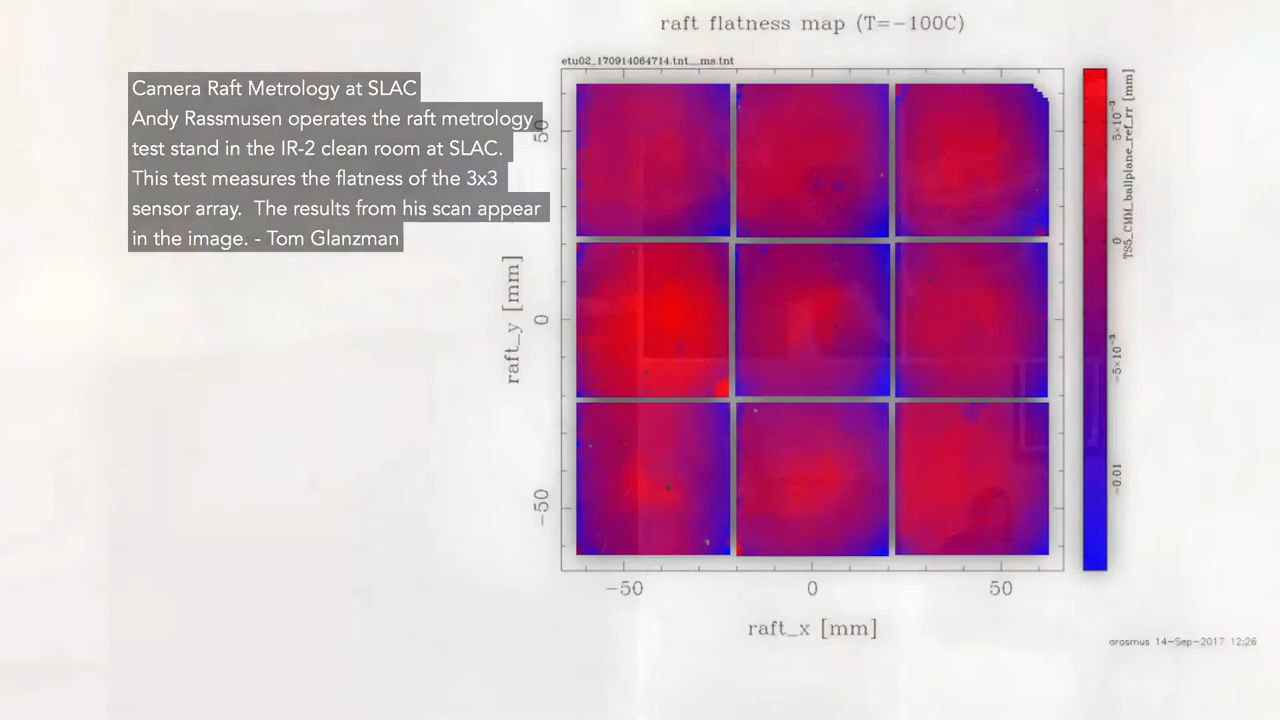 raft flatness map (T=-100C)
etu02_170914064714.tnt__ms.tnt
Camera Raft Metrology at SLAC
Andy Rassmusen operates the raft metrology
test stand in the IR-2 clean room at SLAC.
This test measures the flatness of the 3x3
sensor array.  The results from his scan appear
in the image. - Tom Glanzman
raft_y [mm]
50
0
−50
−50 0 50
raft_x [mm]
5×10⁻³
0
−5×10⁻³
−0.01
TS5_CMM_ballplane_ref_rr [mm]
arasmus 14-Sep-2017 12:26